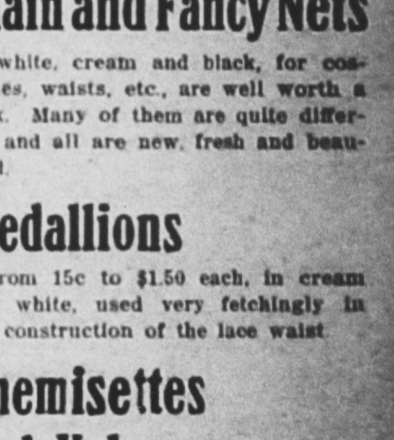 ain and Fancy Nets
white, cream and black, for cos-
es, waists, etc., are well worth a
. Many of them are quite differ-
and all are new, fresh and beau-
edallions
rom 15c to $1.50 each, in cream
white, used very fetchingly in
construction of the lace waist
hemisettes